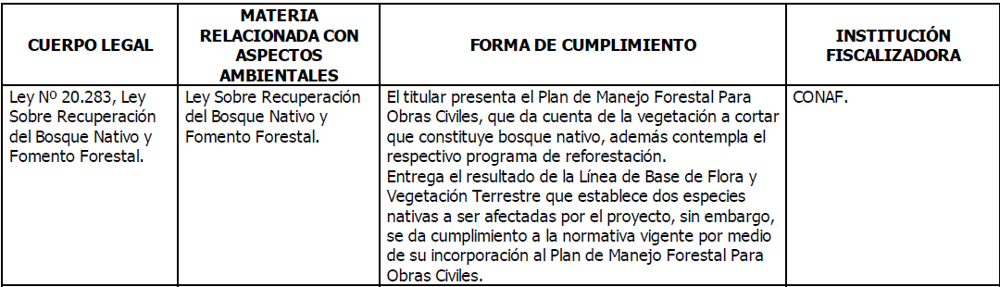 CUERPO LEGAL
MATERIA
RELACIONADA CON
ASPECTOS
AMBIENTALES
FORMA DE CUMPLIMIENTO
INSTITUCIÓN
FISCALIZADORA
Ley Nº 20.283, Ley
Sobre Recuperación
del Bosque Nativo y
Fomento Forestal.
Ley Sobre Recuperación
del Bosque Nativo y
Fomento Forestal.
El titular presenta el Plan de Manejo Forestal Para
Obras Civiles, que da cuenta de la vegetación a cortar
que constituye bosque nativo, además contempla el
respectivo programa de reforestación.
Entrega el resultado de la Línea de Base de Flora y
Vegetación Terrestre que establece dos especies
nativas a ser afectadas por el proyecto, sin embargo,
se da cumplimiento a la normativa vigente por medio
de su incorporación al Plan de Manejo Forestal Para
Obras Civiles.
CONAF.